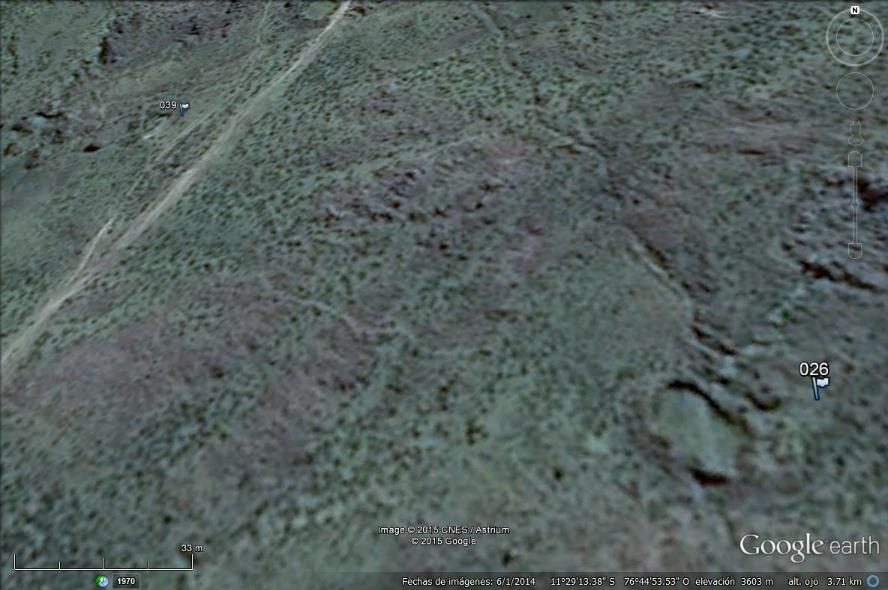 N
039
026
Image © 2015 CNES / Astrium
© 2015 Google
Google earth
33 m
1970
Fechas de imágenes: 6/1/2014 11°29'13.38" S 76°44'53.53" O elevación 3603 m alt. ojo 3.71 km